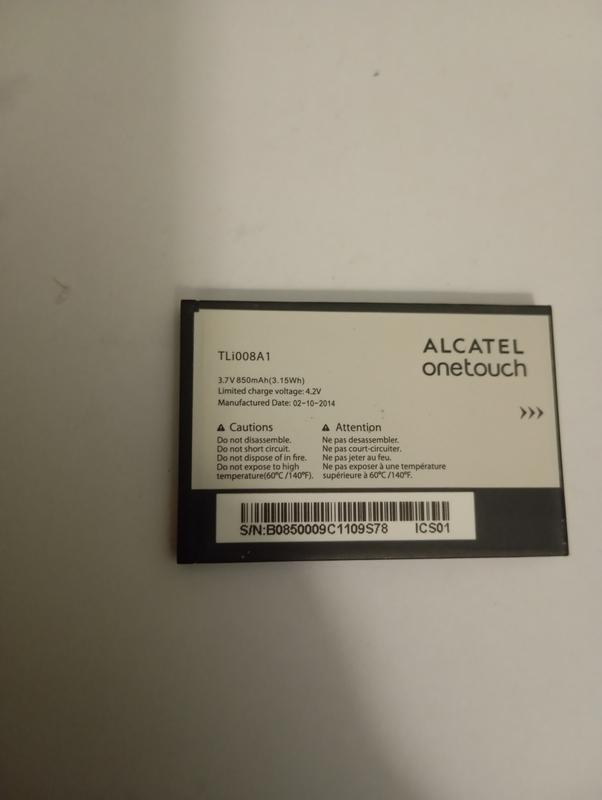 ALCATEL
onetouch
TLi008A1
3.7V 850mAh(3.15Wh)
Limited charge voltage: 4.2V
Manufactured Date: 02-10-2014
Cautions
Do not disassemble.
Do not short circuit.
Do not dispose of in fire.
Do not expose to high
temperature(60°C /140°F).
Attention
Ne pas desassembler.
Ne pas court-circuiter.
Ne pas jeter au feu.
Ne pas exposer à une température
supérieure à 60°C /140°F.
S/N:B0850009C1109S78 ICS01